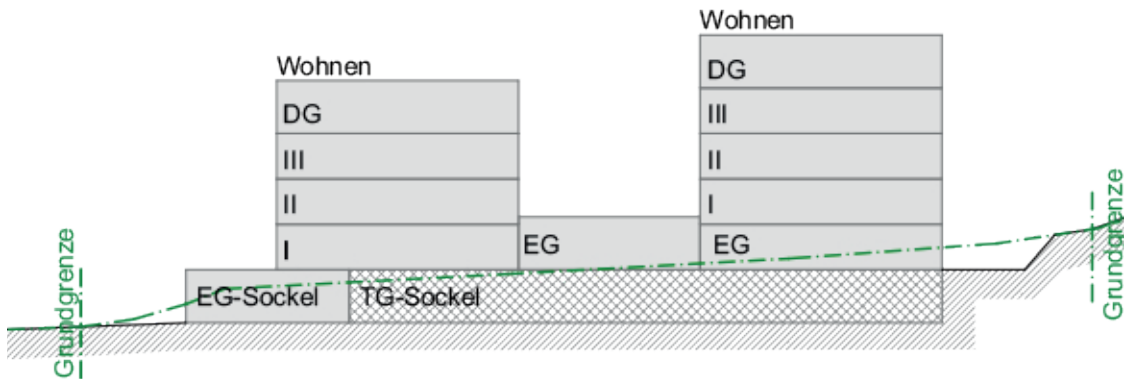 Wohnen
DG
III
II
I
EG
Wohnen
DG
III
II
I
EG
EG-Sockel
TG-Sockel
Grundgrenze
Grundgrenze